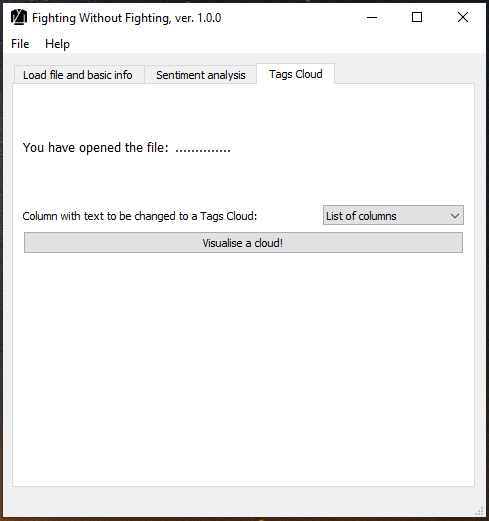 Fighting Without Fighting, ver. 1.0.0
File Help
Load file and basic info Sentiment analysis Tags Cloud
You have opened the file: ..............
Column with text to be changed to a Tags Cloud: List of columns
Visualise a cloud!